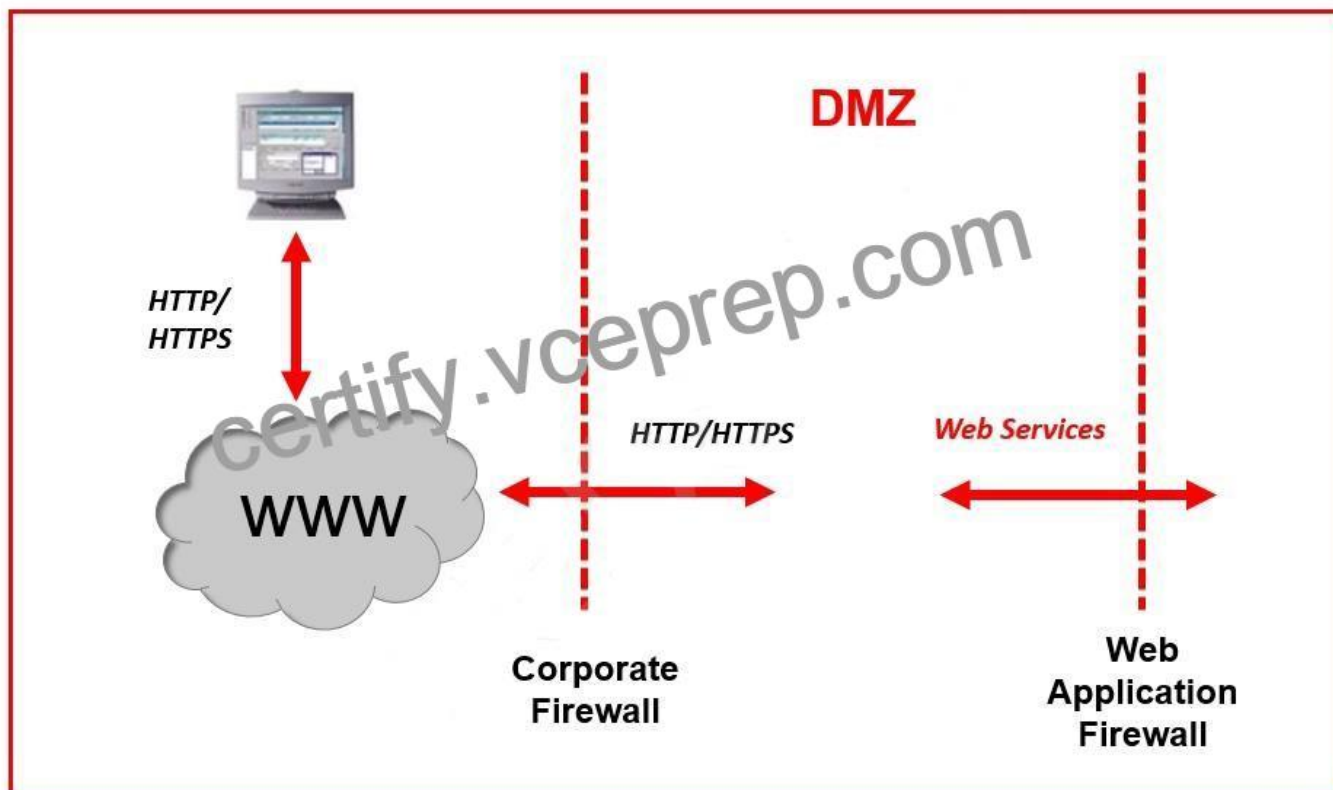 DMZ
HTTP/
HTTPS
certify.vceprep.com
HTTP/HTTPS
Web Services
WWW
Corporate
Firewall
Web
Application
Firewall